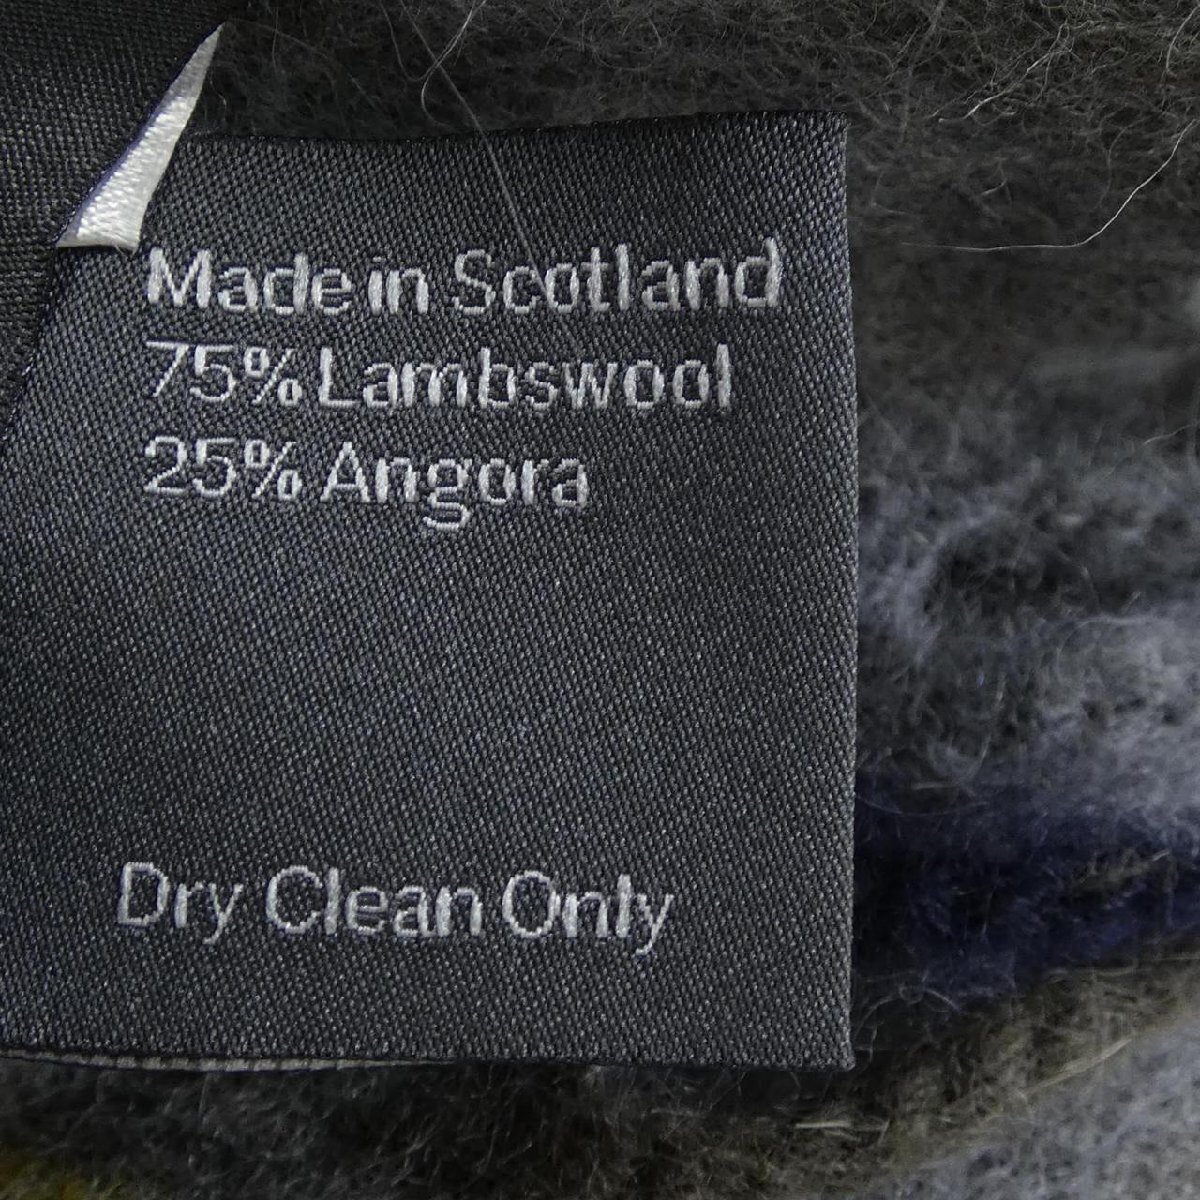 Made in Scotland
75% Lambswool
25% Angora
Dry Clean Only